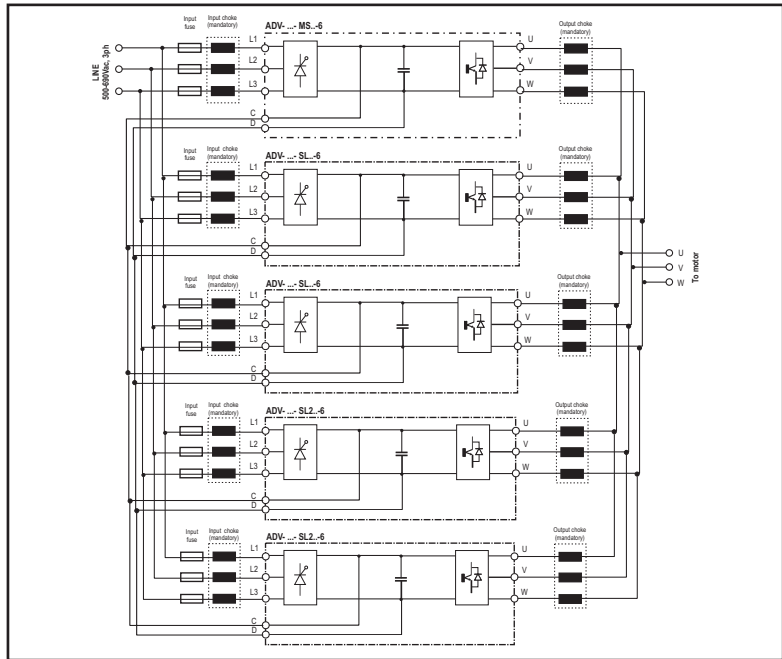 Input
fuse
Input choke
(mandatory)
ADV- ...- MS..-6
Output choke
(mandatory)
LINE
500-690Vac, 3ph
L1
L2
L3
C
D
U
V
W
Input
fuse
Input choke
(mandatory)
ADV- ...- SL..-6
Output choke
(mandatory)
L1
L2
L3
C
D
U
V
W
U
V
W
To motor
Input
fuse
Input choke
(mandatory)
ADV- ...- SL..-6
Output choke
(mandatory)
L1
L2
L3
C
D
U
V
W
Input
fuse
Input choke
(mandatory)
ADV- ...- SL2..-6
Output choke
(mandatory)
L1
L2
L3
C
D
U
V
W
Input
fuse
Input choke
(mandatory)
ADV- ...- SL2..-6
Output choke
(mandatory)
L1
L2
L3
C
D
U
V
W